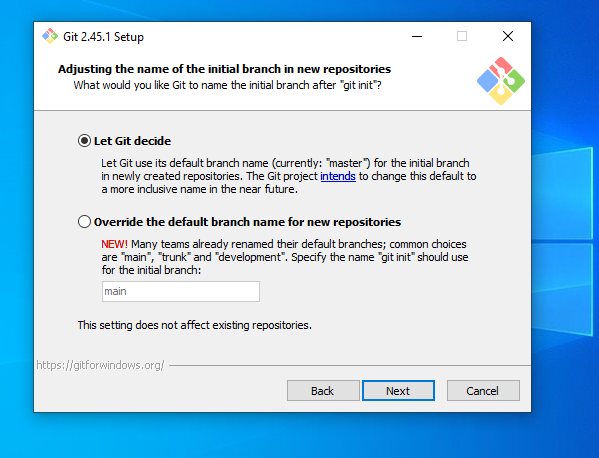 Git 2.45.1 Setup
Adjusting the name of the initial branch in new repositories
What would you like Git to name the initial branch after "git init"?
Let Git decide
Let Git use its default branch name (currently: "master") for the initial branch
in newly created repositories. The Git project intends to change this default to
a more inclusive name in the near future.
Override the default branch name for new repositories
NEW! Many teams already renamed their default branches; common choices
are "main", "trunk" and "development". Specify the name "git init" should use
for the initial branch:
main
This setting does not affect existing repositories.
https://gitforwindows.org/
Back
Next
Cancel